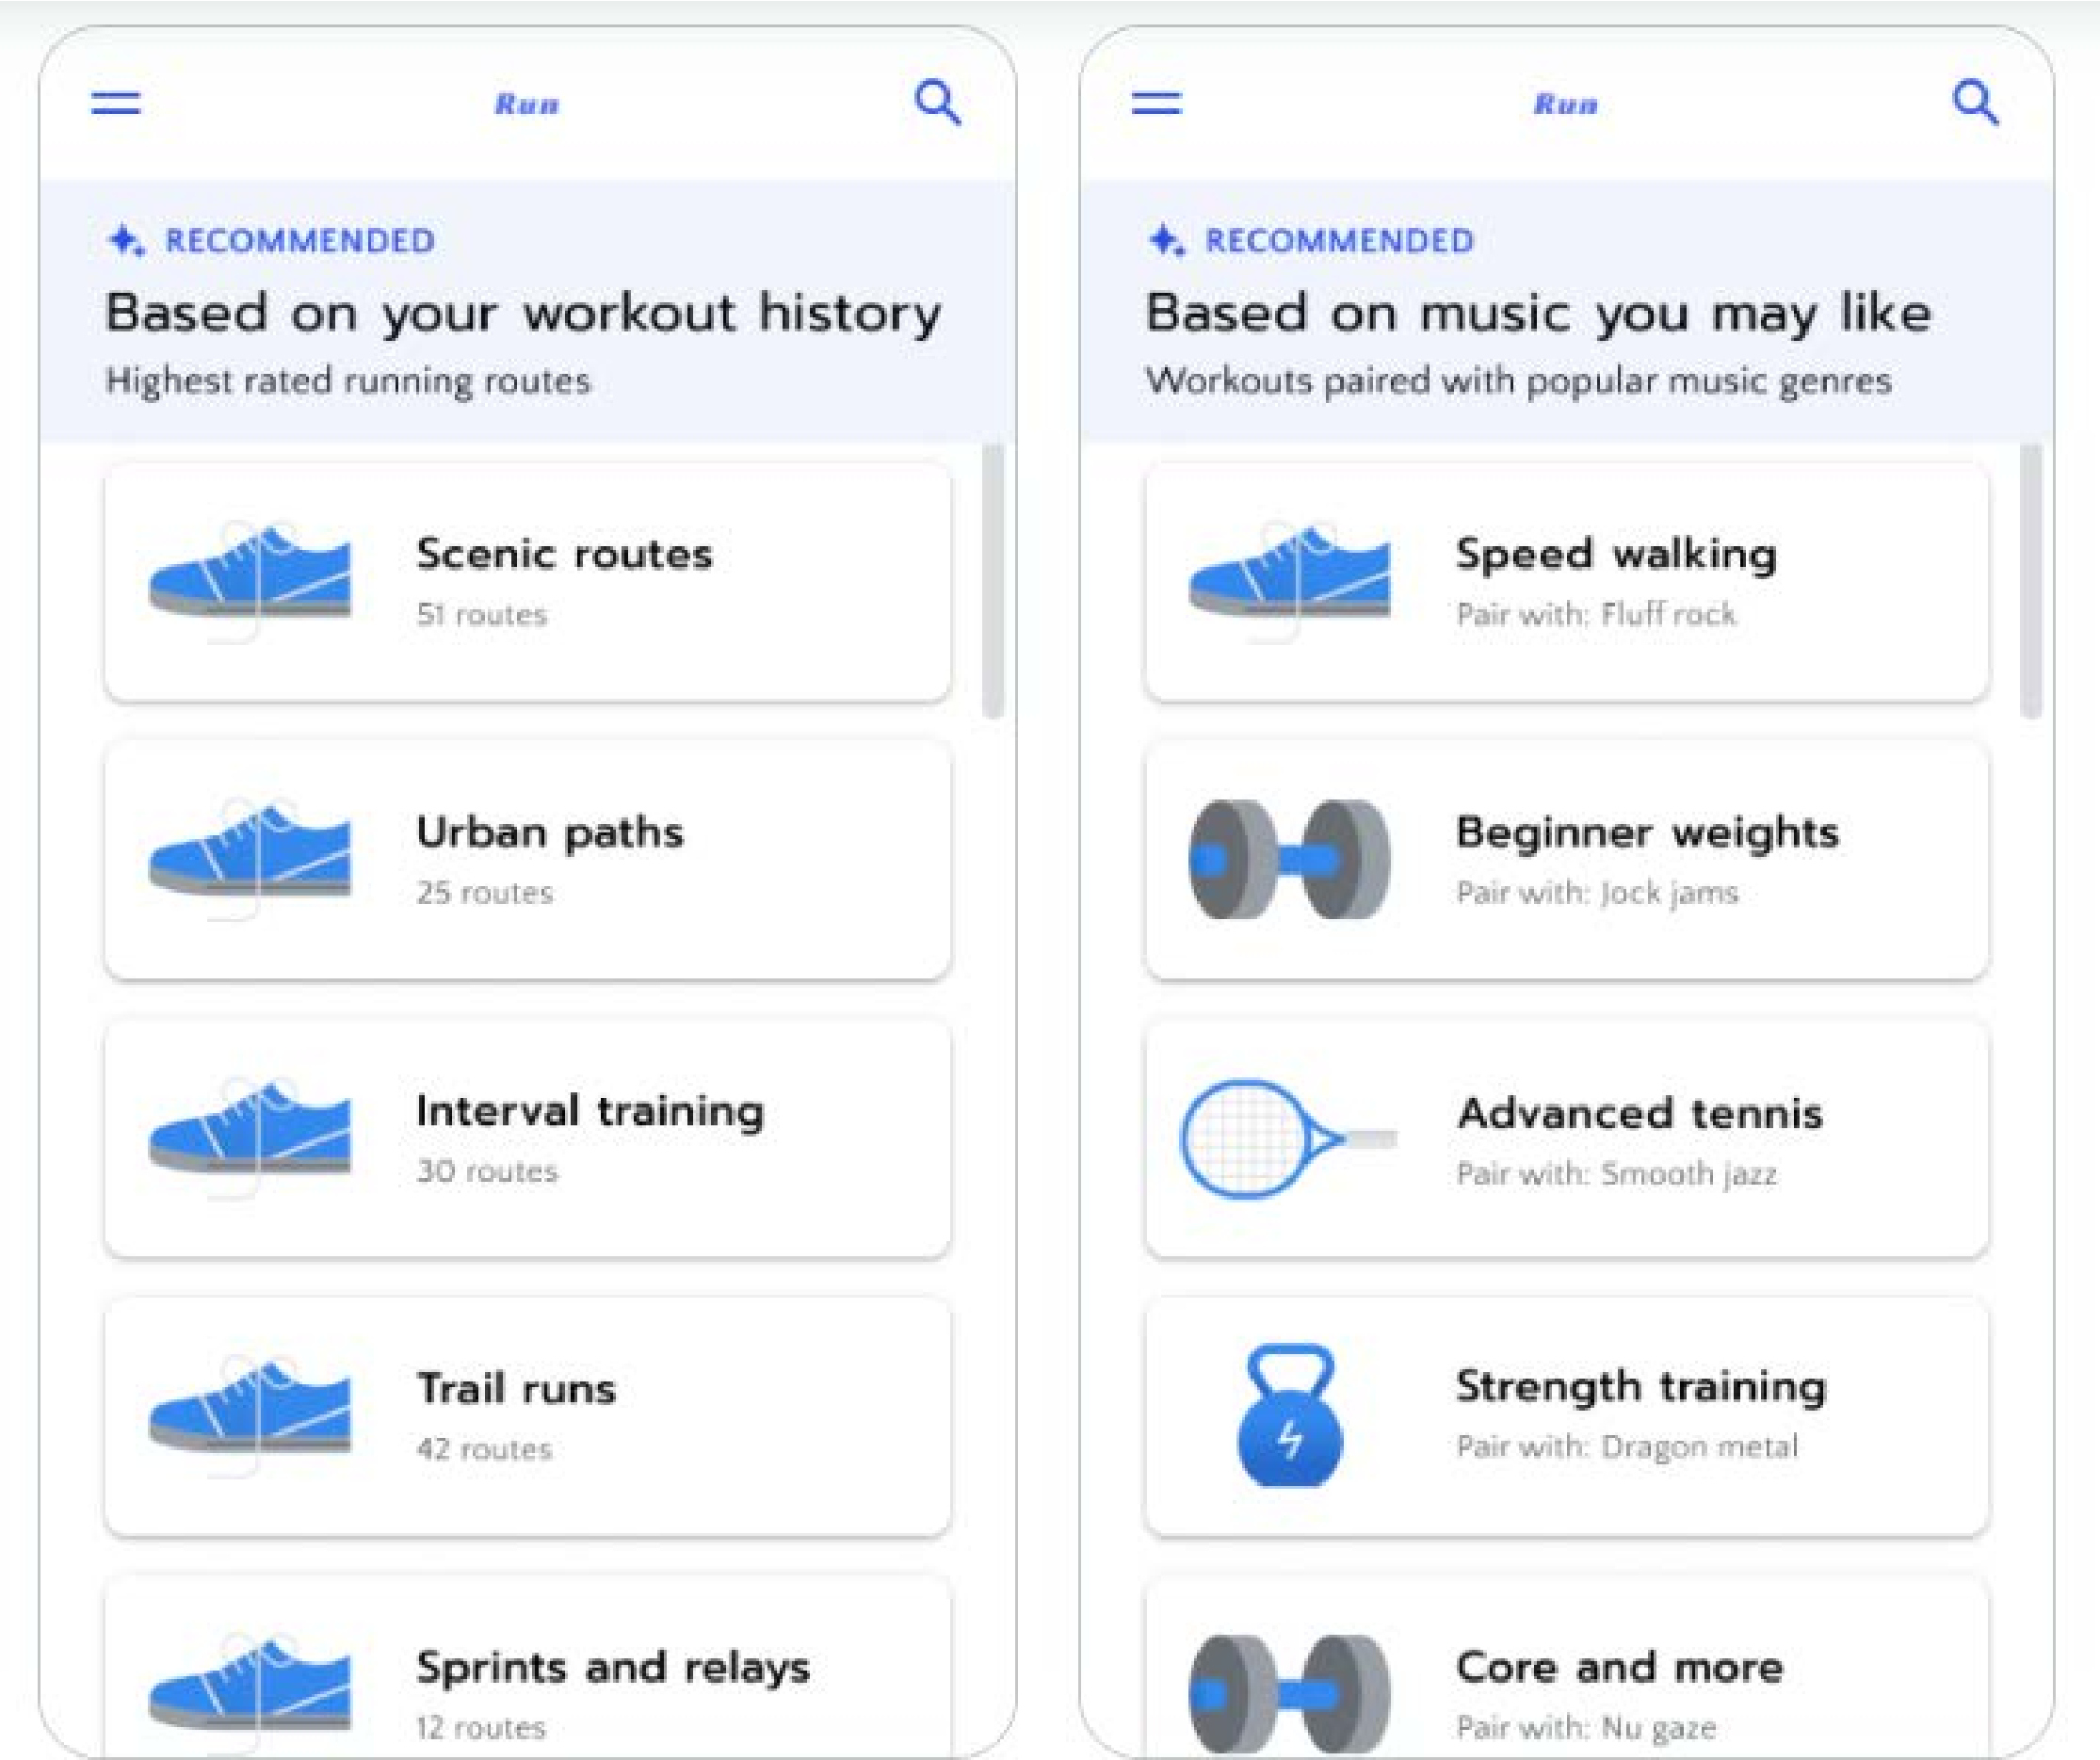 Run
RECOMMENDED
Based on your workout history
Highest rated running routes
Scenic routes
51 routes
Urban paths
25 routes
Interval training
30 routes
Trail runs
42 routes
Sprints and relays
12 routes
Run
RECOMMENDED
Based on music you may like
Workouts paired with popular music genres
Speed walking
Pair with: Fluff rock
Beginner weights
Pair with: Jock jams
Advanced tennis
Pair with: Smooth jazz
Strength training
Pair with: Dragon metal
Core and more
Pair with: Nu gaze